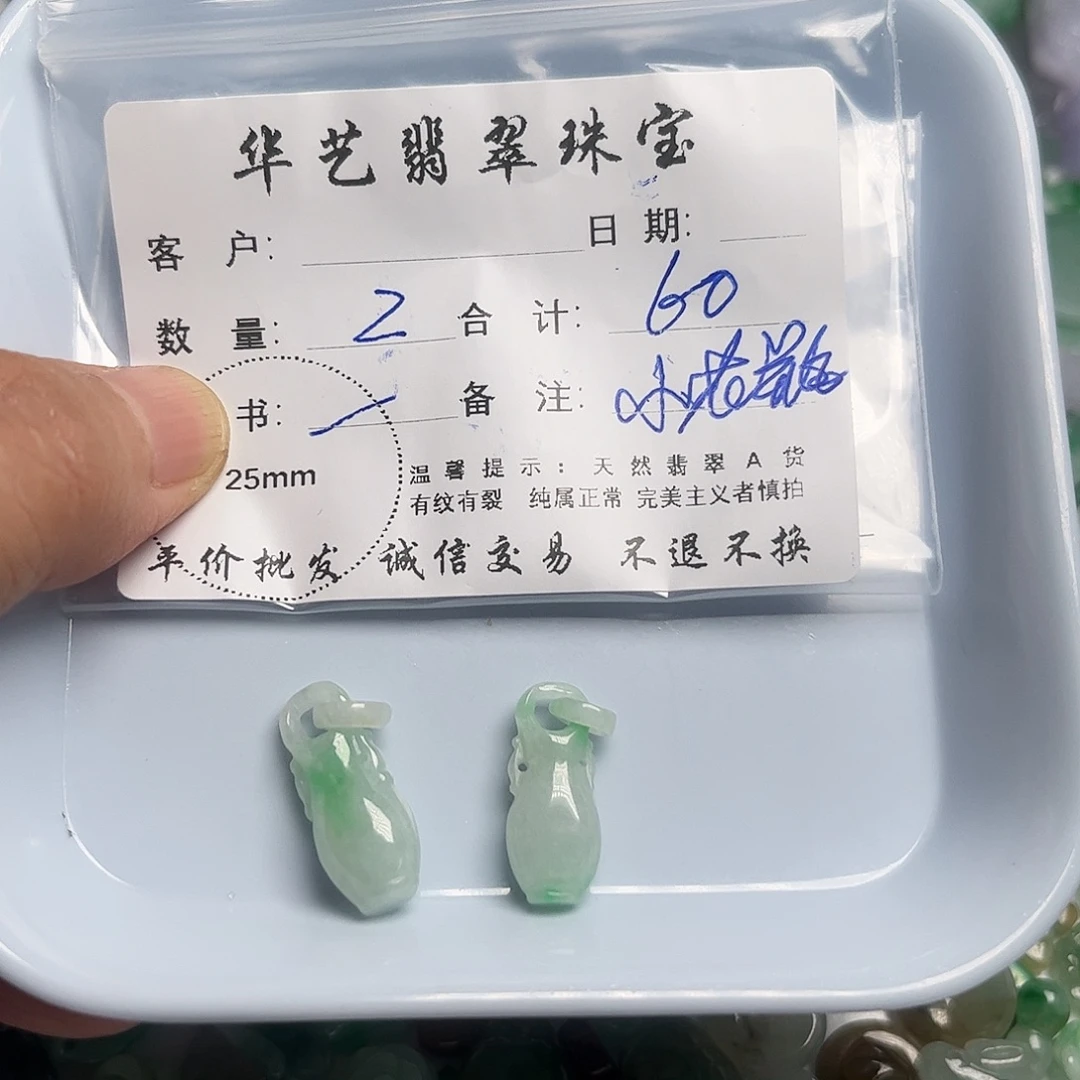 华艺翡翠珠宝
客户: 日期:
数量: 2 合计: 60
书: 备注: 小
25mm 温馨提示: 天然翡翠A货
有纹有裂 纯属正常 完美主义者慎拍
平价批发 诚信交易 不退不换